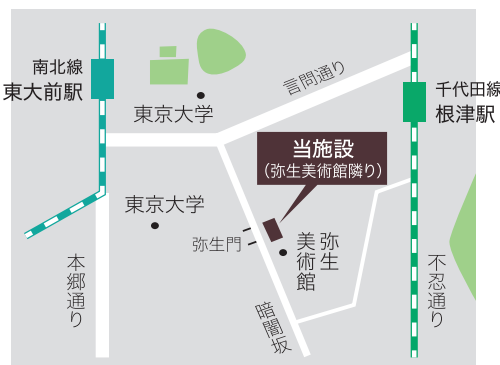 南北線
東大前駅
東京大学
言問通り
千代田線
根津駅
当施設
(弥生美術館隣り)
東京大学
弥生門
弥生
美術館
本郷通り
暗闇坂
不忍通り